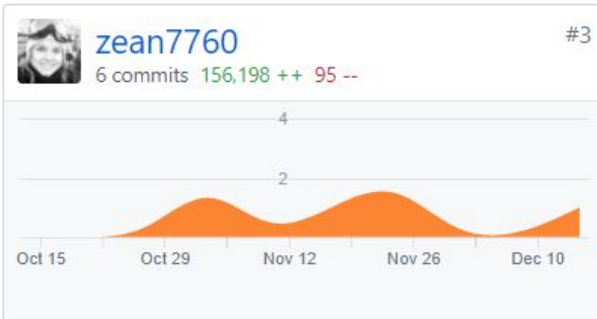 zean7760 #3
6 commits 156,198 ++ 95 --
4
2
Oct 15 Oct 29 Nov 12 Nov 26 Dec 10